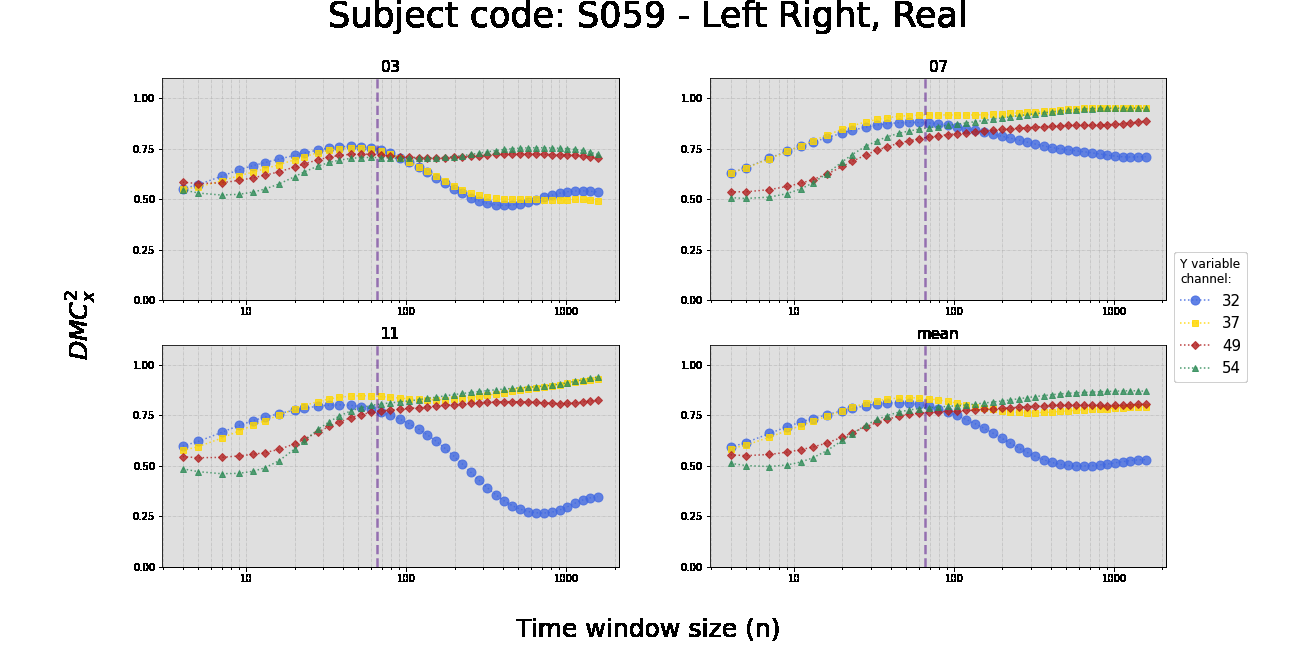 Subject code: S059 - Left Right, Real
03
1.00
0.75
0.50
0.25
0.00
10 100 1000
07
1.00
0.75
0.50
0.25
0.00
10 100 1000
11
1.00
0.75
0.50
0.25
0.00
10 100 1000
mean
1.00
0.75
0.50
0.25
0.00
10 100 1000
DMC²ₓ
Time window size (n)
Y variable
channel:
32
37
49
54